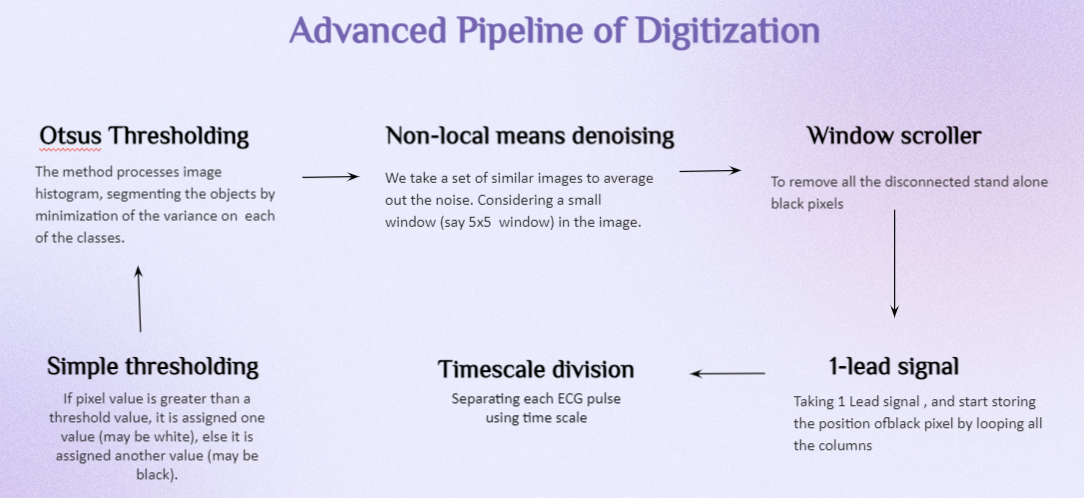 Advanced Pipeline of Digitization
Otsus Thresholding
The method processes image
histogram, segmenting the objects by
minimization of the variance on  each
of the classes.
Non-local means denoising
We take a set of similar images to average
out the noise. Considering a small
window (say 5x5  window) in the image.
Window scroller
To remove all the disconnected stand alone
black pixels
Simple thresholding
If pixel value is greater than a
threshold value, it is assigned one
value (may be white), else it is
assigned another value (may be
black).
Timescale division
Separating each ECG pulse
using time scale
1-lead signal
Taking 1 Lead signal , and start storing
the position ofblack pixel by looping all
the columns